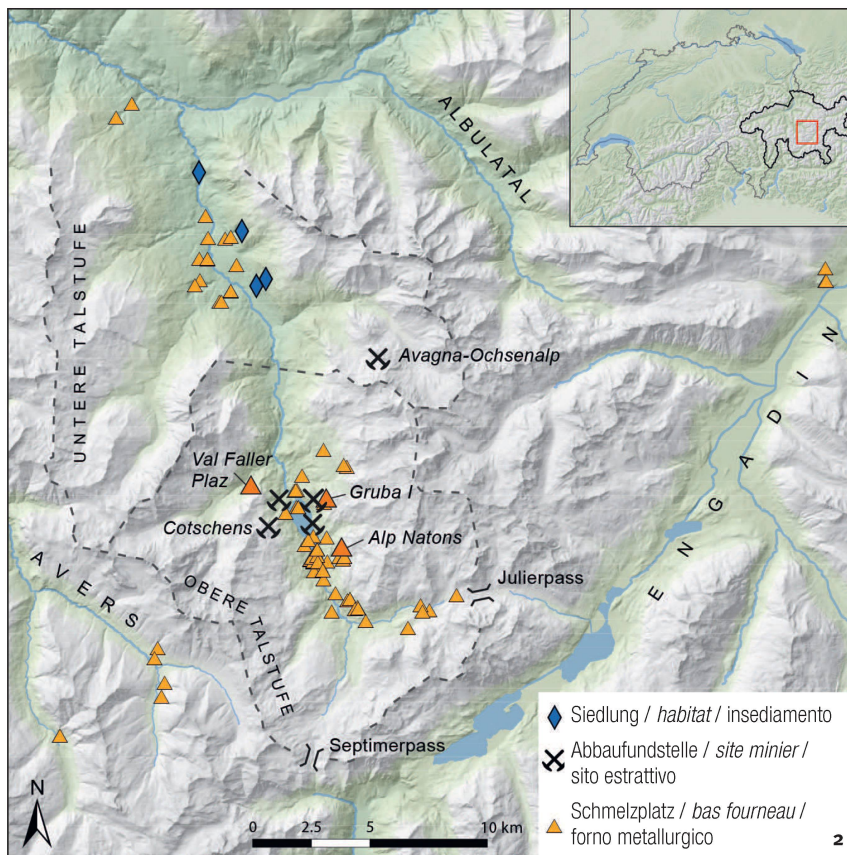 ALBULATAL
UNTERE TALSTUFE
Avagna-Ochsenalp
ENGADIN
Val Faller
Plaz
Gruba I
Cotschens
Alp Natons
AVERS
OBERE TALSTUFE
Julierpass
Septimerpass
Siedlung / habitat / insediamento
Abbaufundstelle / site minier /
sito estrattivo
Schmelzplatz / bas fourneau /
forno metallurgico
N
0 2.5 5 10 km
2